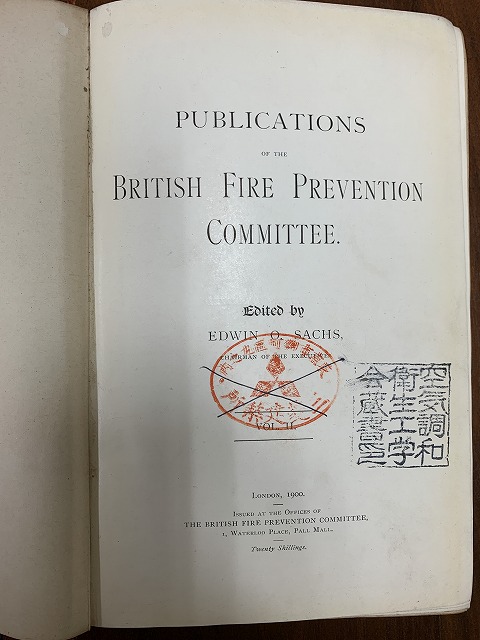 PUBLICATIONS
OF THE
BRITISH FIRE PREVENTION
COMMITTEE.
Edited by
EDWIN O. SACHS,
CHAIRMAN OF THE EXECUTIVE.
VOL. II.
空気調和
衛生工学
会蔵書印
LONDON, 1900.
ISSUED AT THE OFFICES OF
THE BRITISH FIRE PREVENTION COMMITTEE,
1, WATERLOO PLACE, PALL MALL.
Twenty Shillings.